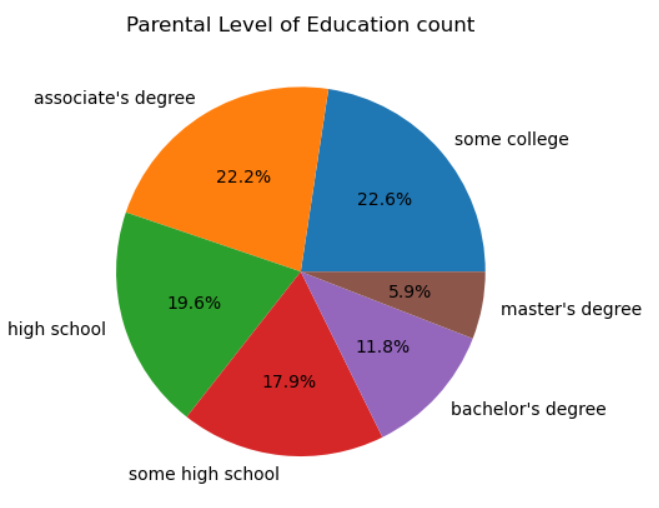 Parental Level of Education count
associate's degree
some college
22.2%
22.6%
5.9%
19.6%
master's degree
high school
11.8%
17.9%
bachelor's degree
some high school